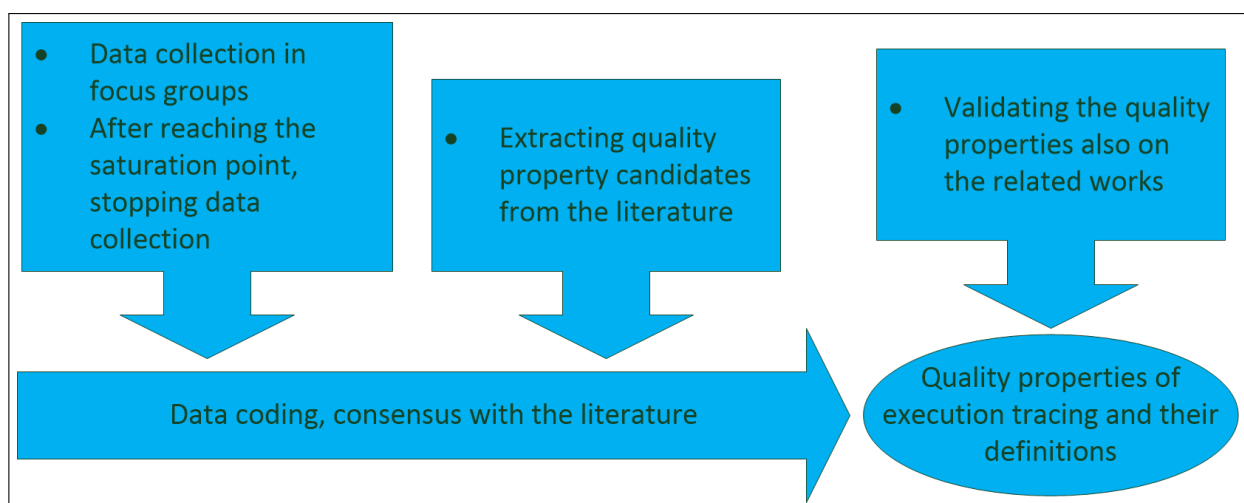 • Data collection in
focus groups
• After reaching the
saturation point,
stopping data
collection
• Extracting quality
property candidates
from the literature
• Validating the quality
properties also on
the related works
Data coding, consensus with the literature
Quality properties of
execution tracing and their
definitions